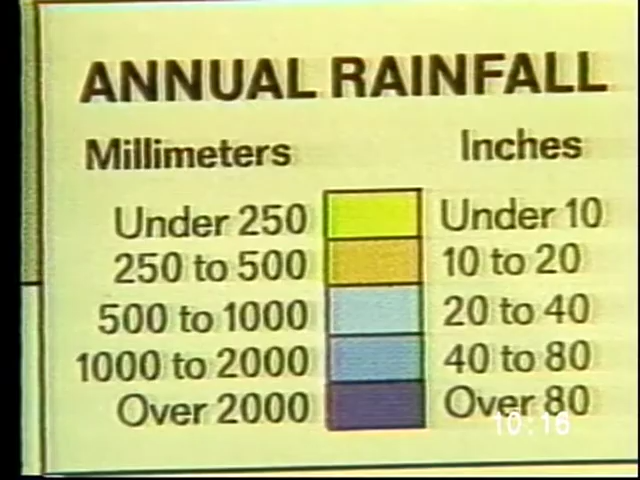 ANNUAL RAINFALL
Millimeters Inches
Under 250 Under 10
250 to 500 10 to 20
500 to 1000 20 to 40
1000 to 2000 40 to 80
Over 2000 Over 80
10:16